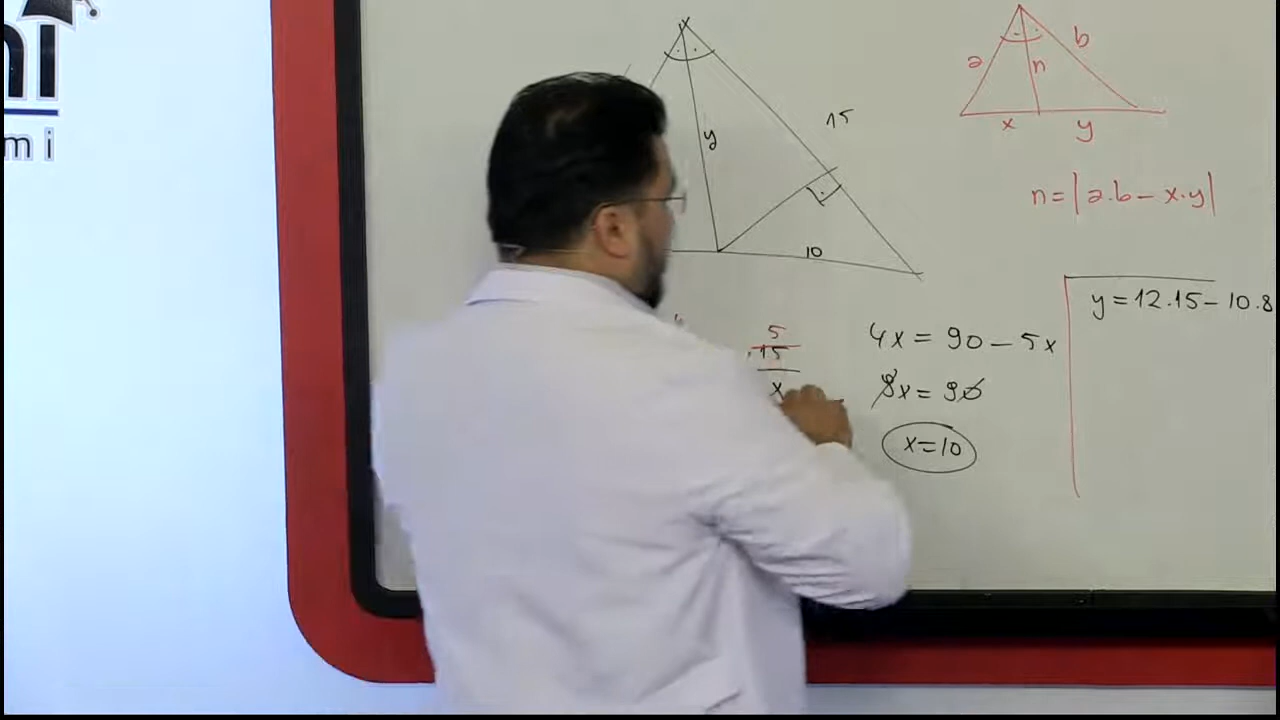 m i
y
15
10
a
b
n
x
y
n = |a.b - x.y|
5
15
x
4x = 90 - 5x
9x = 90
x = 10
y = 12.15 - 10.8